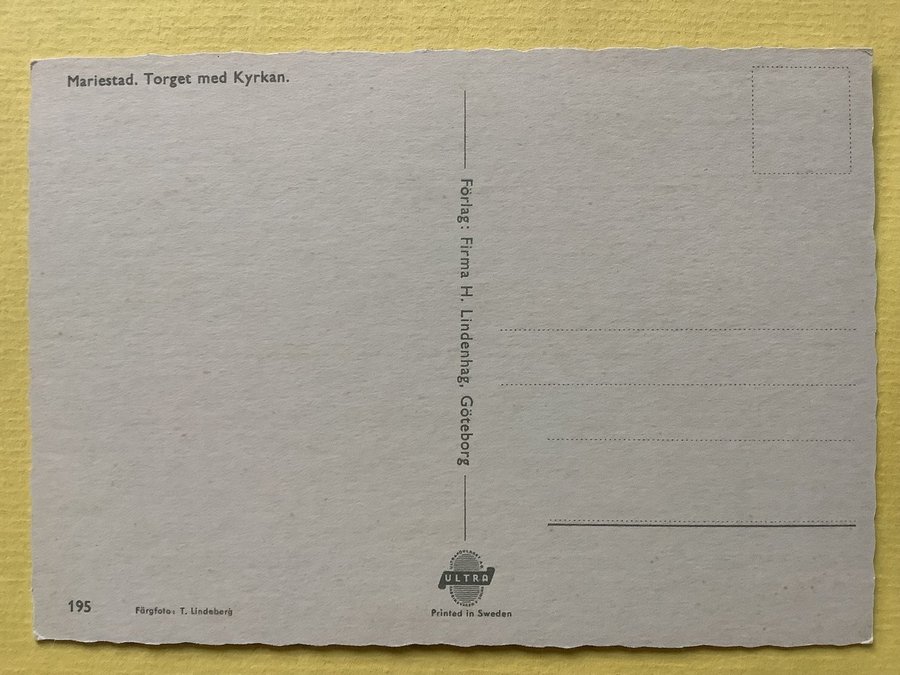 Mariestad. Torget med Kyrkan.
Förlag: Firma H. Lindenhag, Göteborg
ULTRA
Printed in Sweden
195
Färgfoto: T. Lindeberg